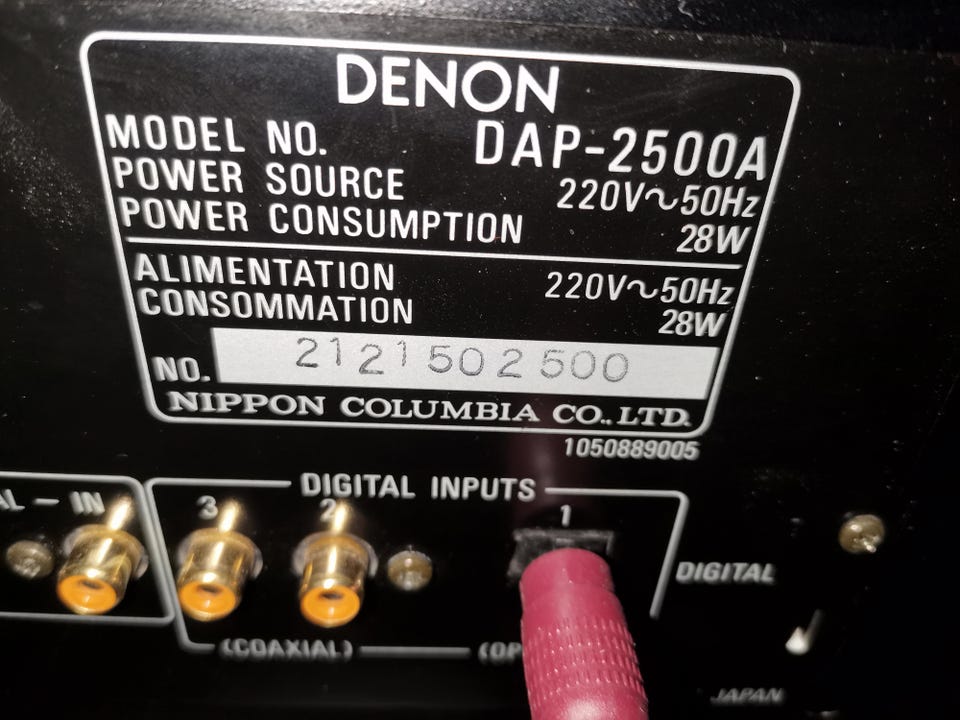 DENON
MODEL NO. DAP-2500A
POWER SOURCE 220V~50Hz
POWER CONSUMPTION 28W
ALIMENTATION 220V~50Hz
CONSOMMATION 28W
NO. 2121502500
NIPPON COLUMBIA CO., LTD.
1050889005
- IN
DIGITAL INPUTS
3 2 1
DIGITAL
(COAXIAL)
JAPAN